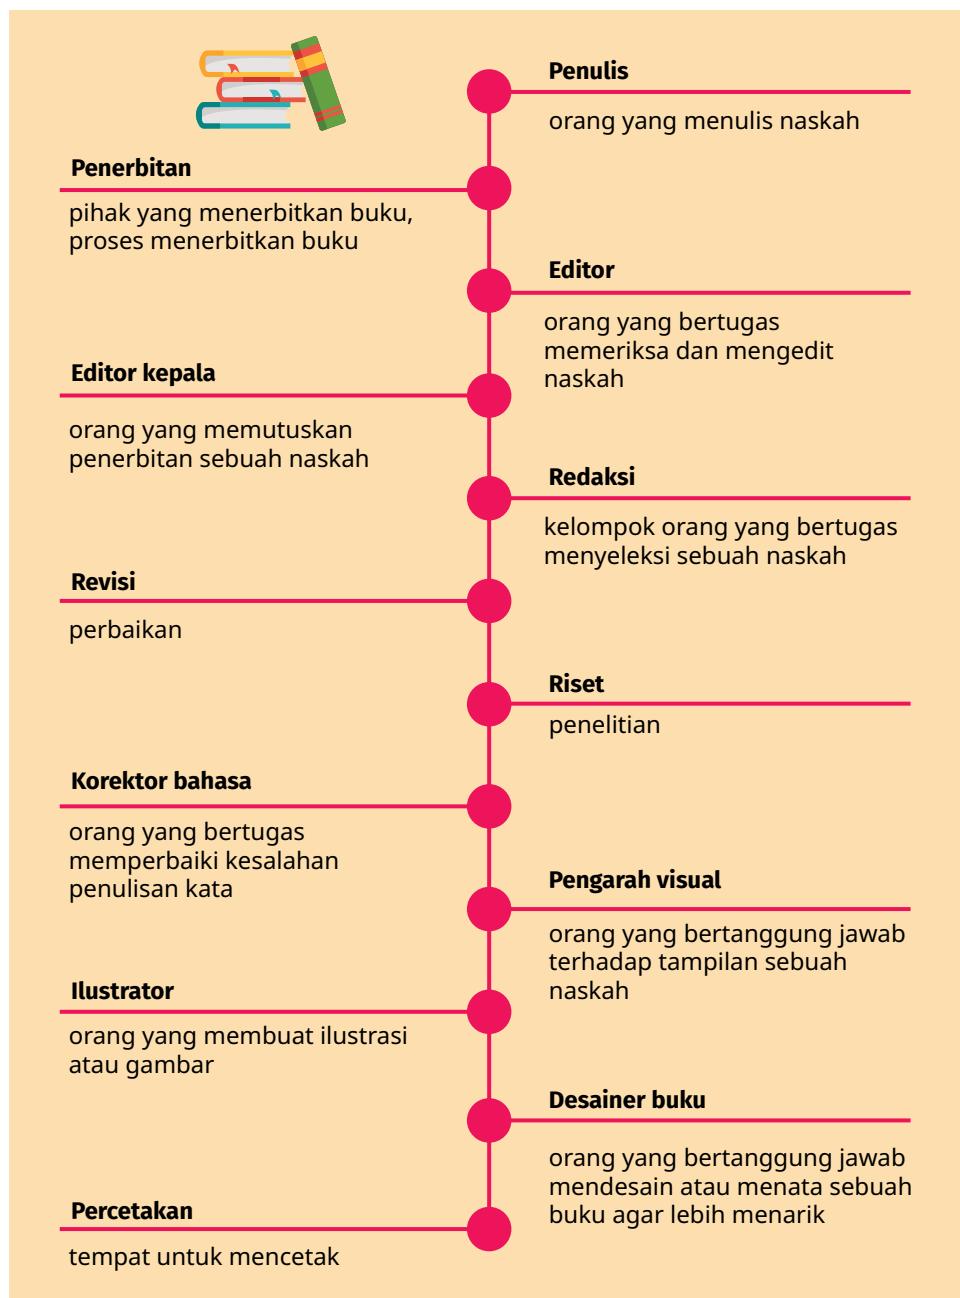 Penulis
orang yang menulis naskah
Penerbitan
pihak yang menerbitkan buku,
proses menerbitkan buku
Editor
orang yang bertugas
memeriksa dan mengedit
naskah
Editor kepala
orang yang memutuskan
penerbitan sebuah naskah
Redaksi
kelompok orang yang bertugas
menyeleksi sebuah naskah
Revisi
perbaikan
Riset
penelitian
Korektor bahasa
orang yang bertugas
memperbaiki kesalahan
penulisan kata
Pengarah visual
orang yang bertanggung jawab
terhadap tampilan sebuah
naskah
Ilustrator
orang yang membuat ilustrasi
atau gambar
Desainer buku
orang yang bertanggung jawab
mendesain atau menata sebuah
buku agar lebih menarik
Percetakan
tempat untuk mencetak